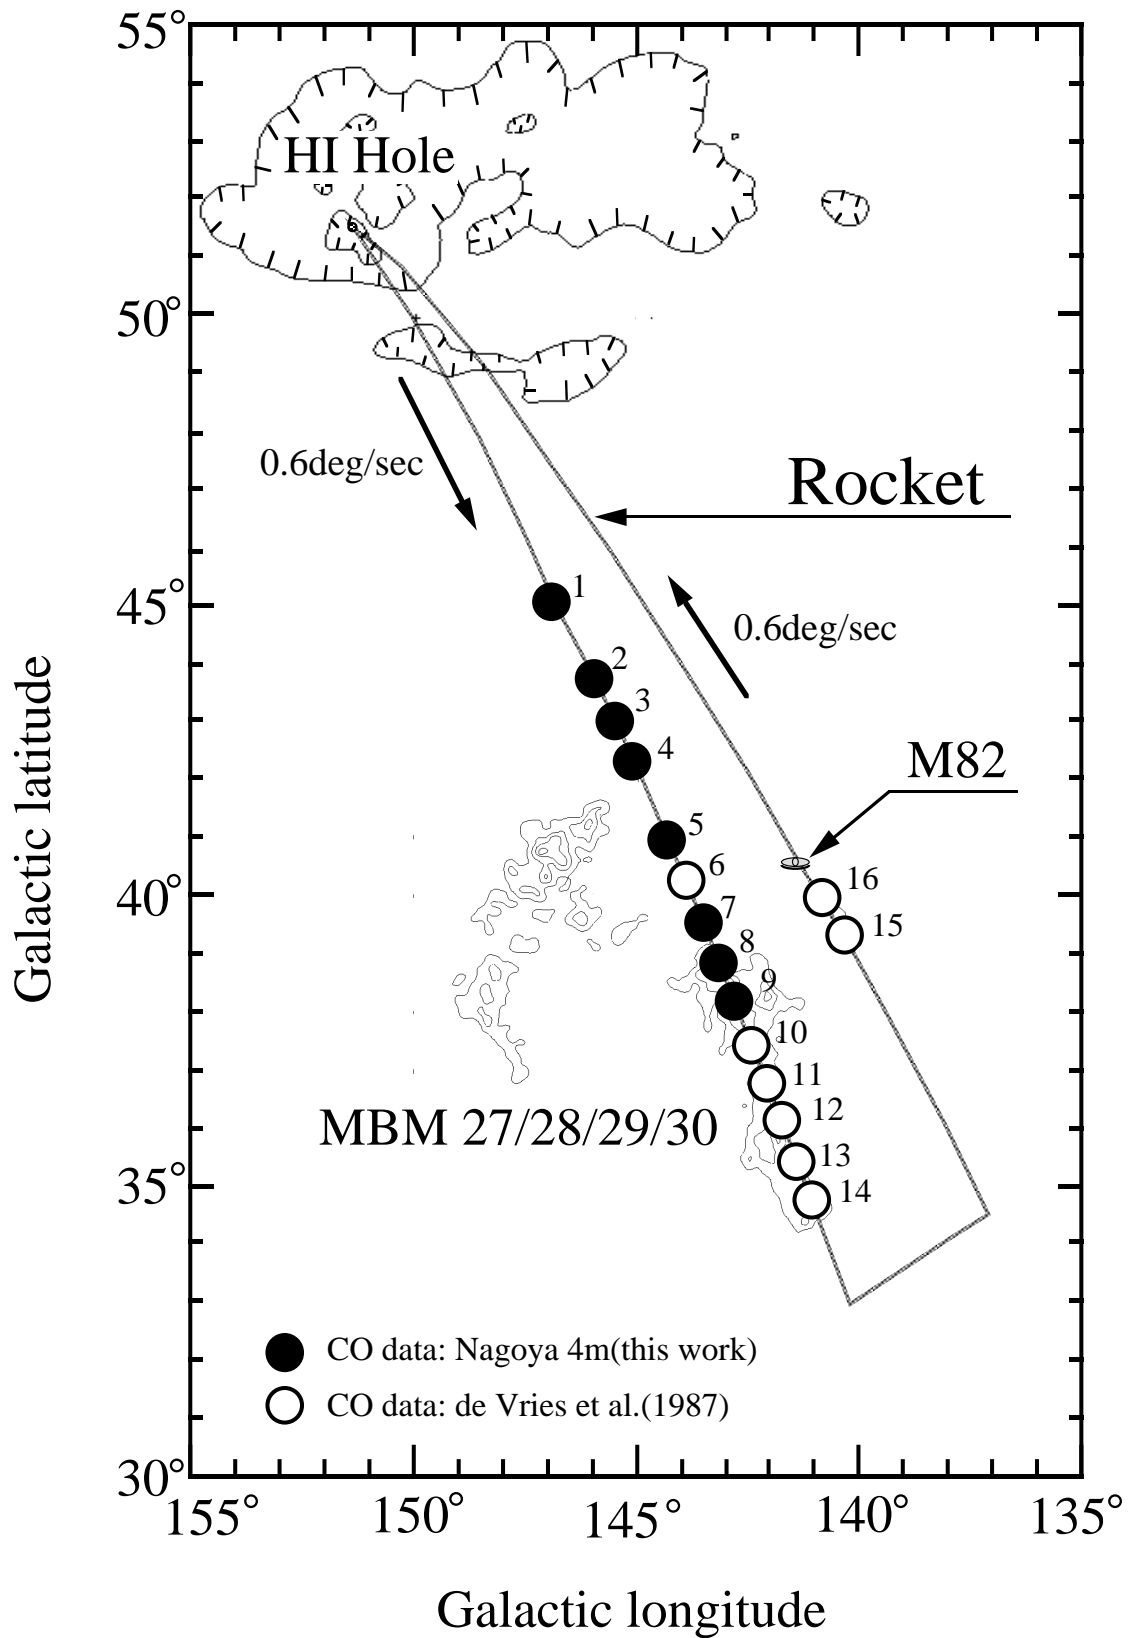 55°
HI Hole
50°
0.6deg/sec
Rocket
45°
1
0.6deg/sec
2
3
4
M82
5
6
16
40°
7
15
8
9
10
11
MBM 27/28/29/30
12
13
35°
14
CO data: Nagoya 4m(this work)
CO data: de Vries et al.(1987)
30°
155°
150°
145°
140°
135°
Galactic latitude
Galactic longitude